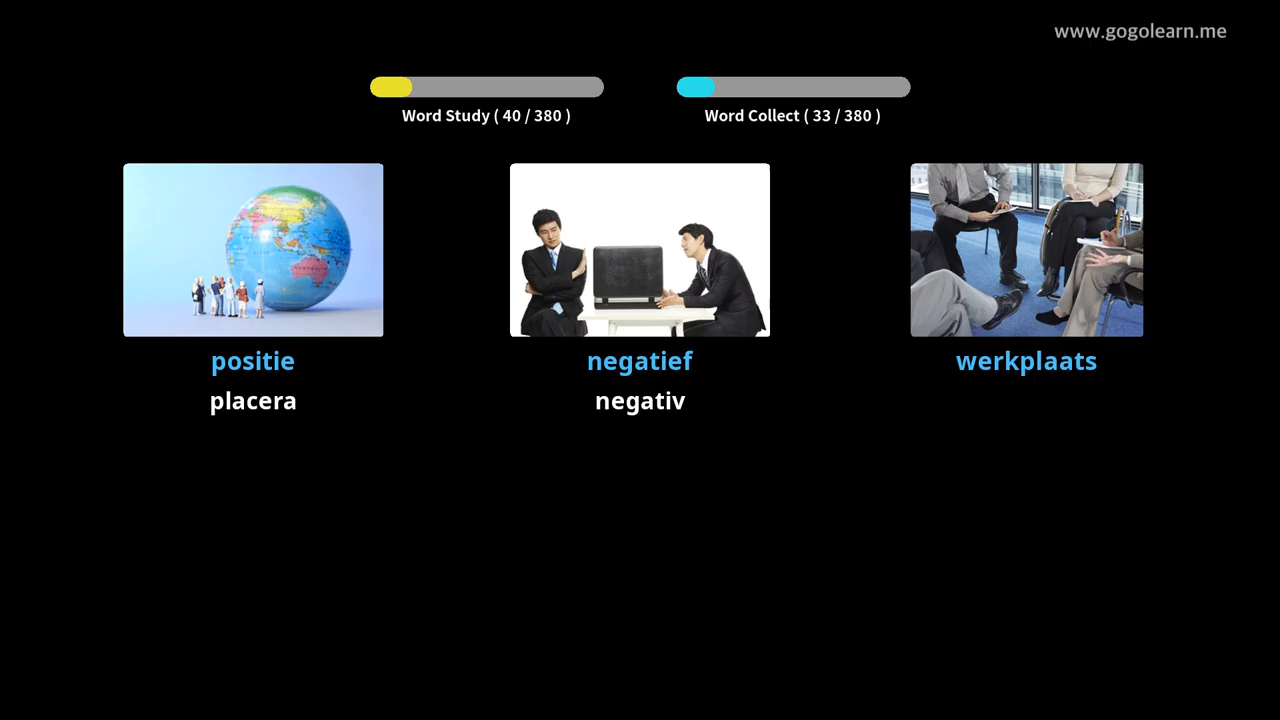 www.gogolearn.me
Word Study ( 40 / 380 )
Word Collect ( 33 / 380 )
positie
negatief
werkplaats
placera
negativ